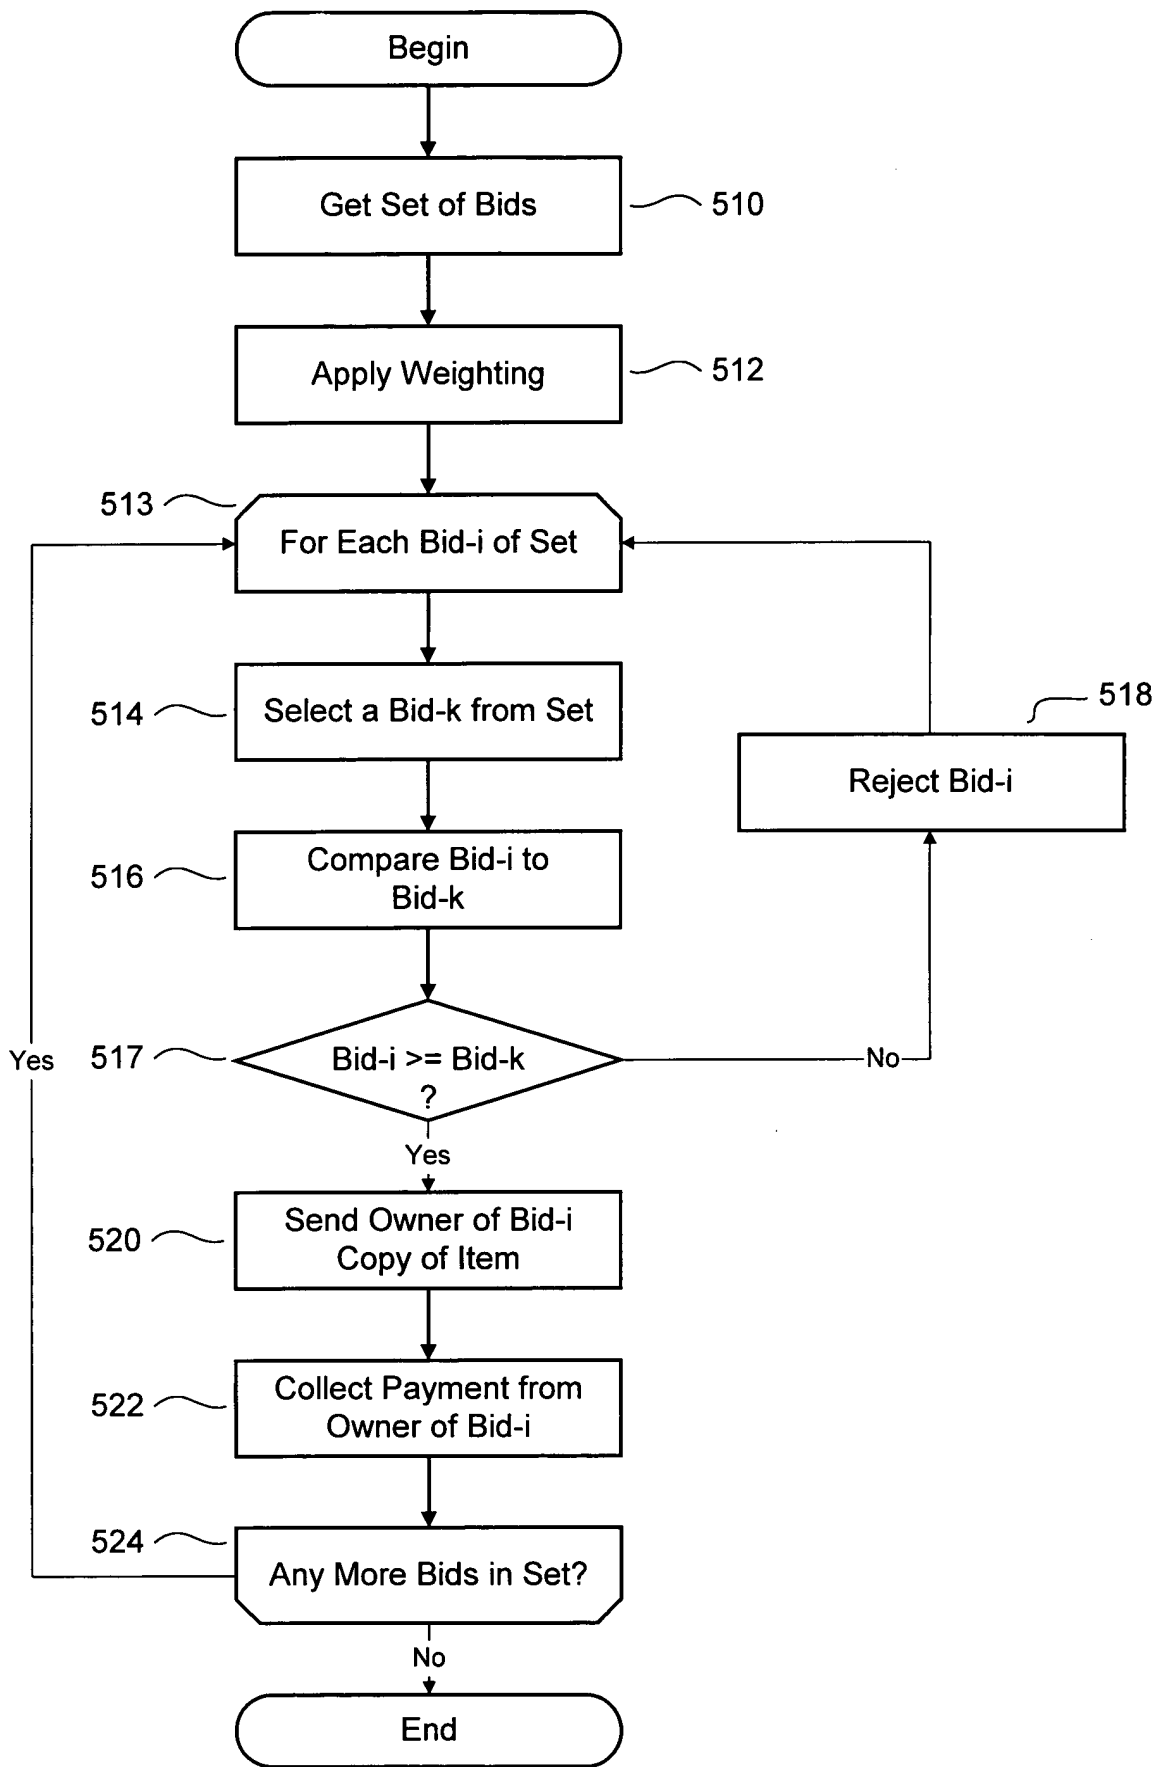 Begin
Get Set of Bids
510
Apply Weighting
512
513
For Each Bid-i of Set
514
Select a Bid-k from Set
518
Reject Bid-i
516
Compare Bid-i to
Bid-k
Yes
517
Bid-i >= Bid-k
?
No
Yes
520
Send Owner of Bid-i
Copy of Item
522
Collect Payment from
Owner of Bid-i
524
Any More Bids in Set?
No
End